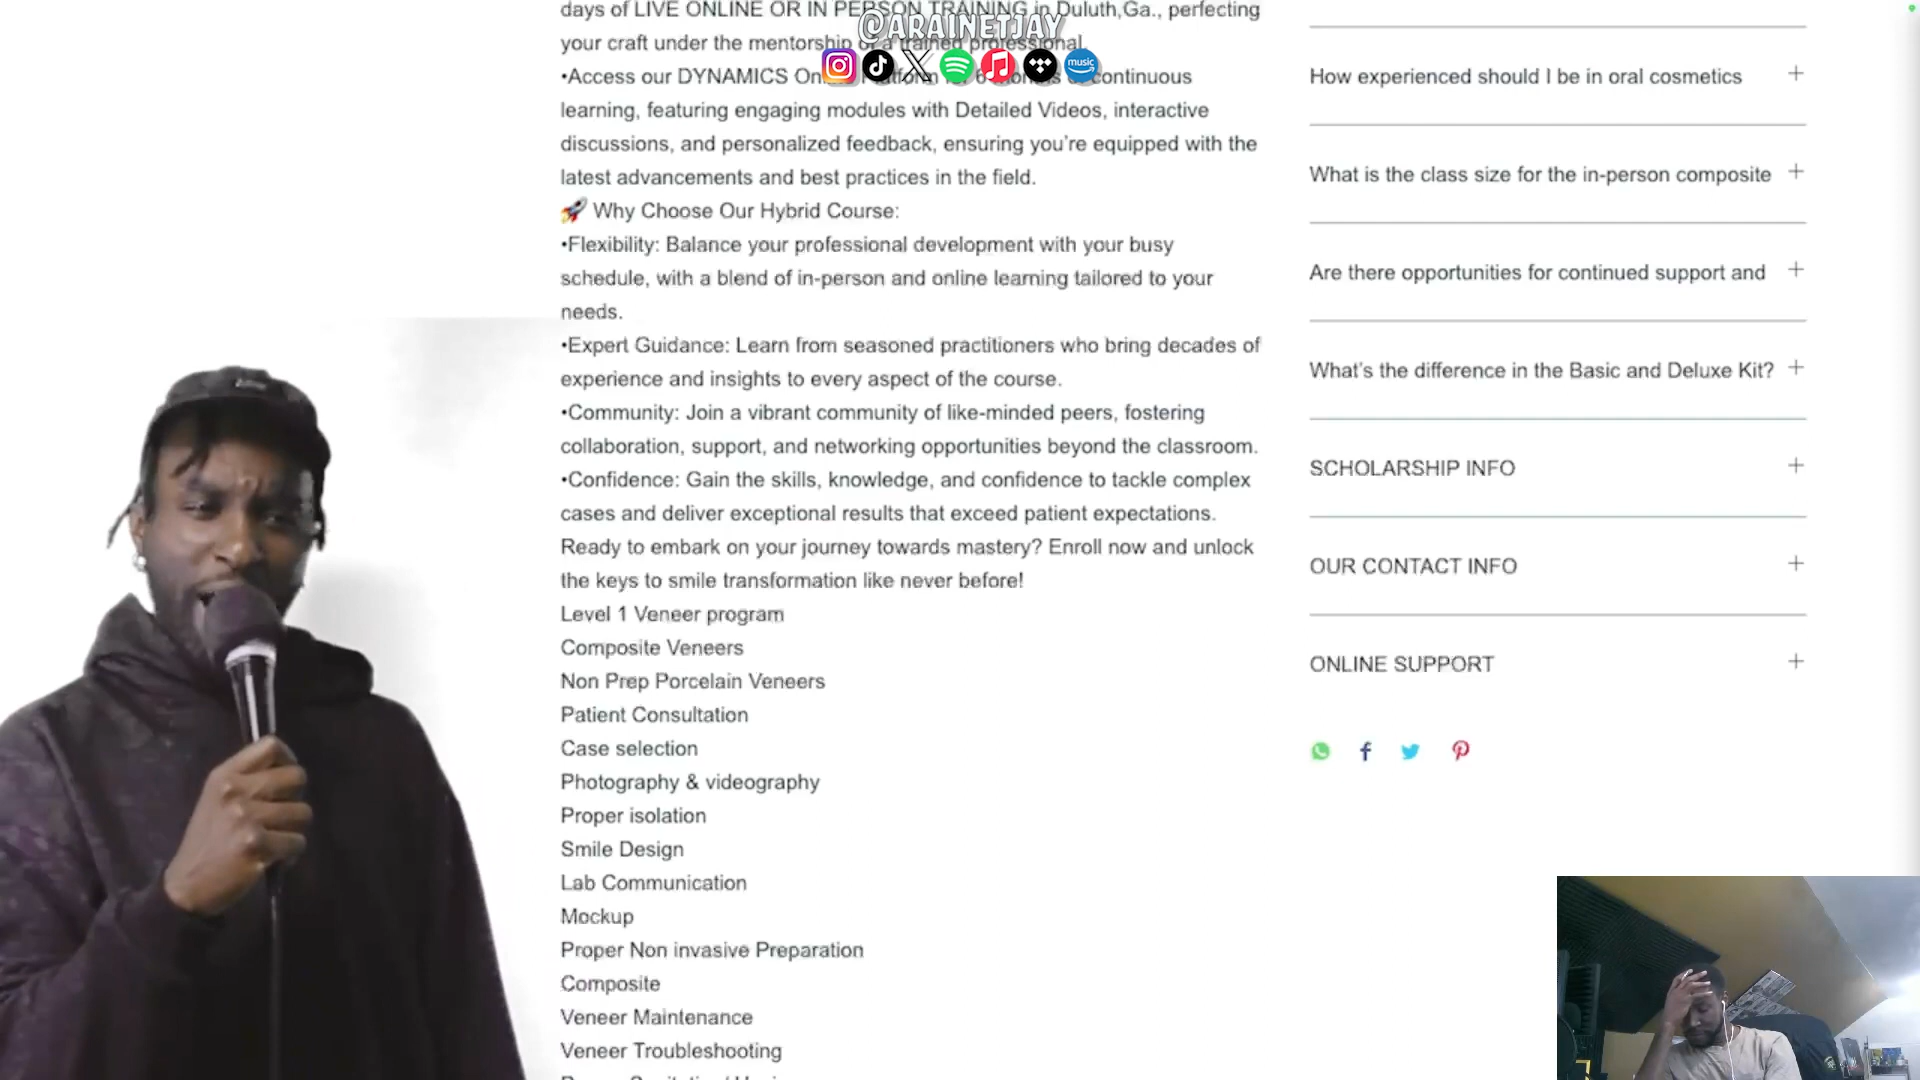 days of LIVE ONLINE OR IN PERSON TRAINING in Duluth,Ga., perfecting
@ARAINETJAY
your craft under the mentorship of a trained professional
music
•Access our DYNAMICS continuous
learning, featuring engaging modules with Detailed Videos, interactive
discussions, and personalized feedback, ensuring you're equipped with the
latest advancements and best practices in the field.
🚀 Why Choose Our Hybrid Course:
•Flexibility: Balance your professional development with your busy
schedule, with a blend of in-person and online learning tailored to your
needs.
•Expert Guidance: Learn from seasoned practitioners who bring decades of
experience and insights to every aspect of the course.
•Community: Join a vibrant community of like-minded peers, fostering
collaboration, support, and networking opportunities beyond the classroom.
•Confidence: Gain the skills, knowledge, and confidence to tackle complex
cases and deliver exceptional results that exceed patient expectations.
Ready to embark on your journey towards mastery? Enroll now and unlock
the keys to smile transformation like never before!
Level 1 Veneer program
Composite Veneers
Non Prep Porcelain Veneers
Patient Consultation
Case selection
Photography & videography
Proper isolation
Smile Design
Lab Communication
Mockup
Proper Non invasive Preparation
Composite
Veneer Maintenance
Veneer Troubleshooting
How experienced should I be in oral cosmetics +
What is the class size for the in-person composite +
Are there opportunities for continued support and +
What's the difference in the Basic and Deluxe Kit? +
SCHOLARSHIP INFO +
OUR CONTACT INFO +
ONLINE SUPPORT +